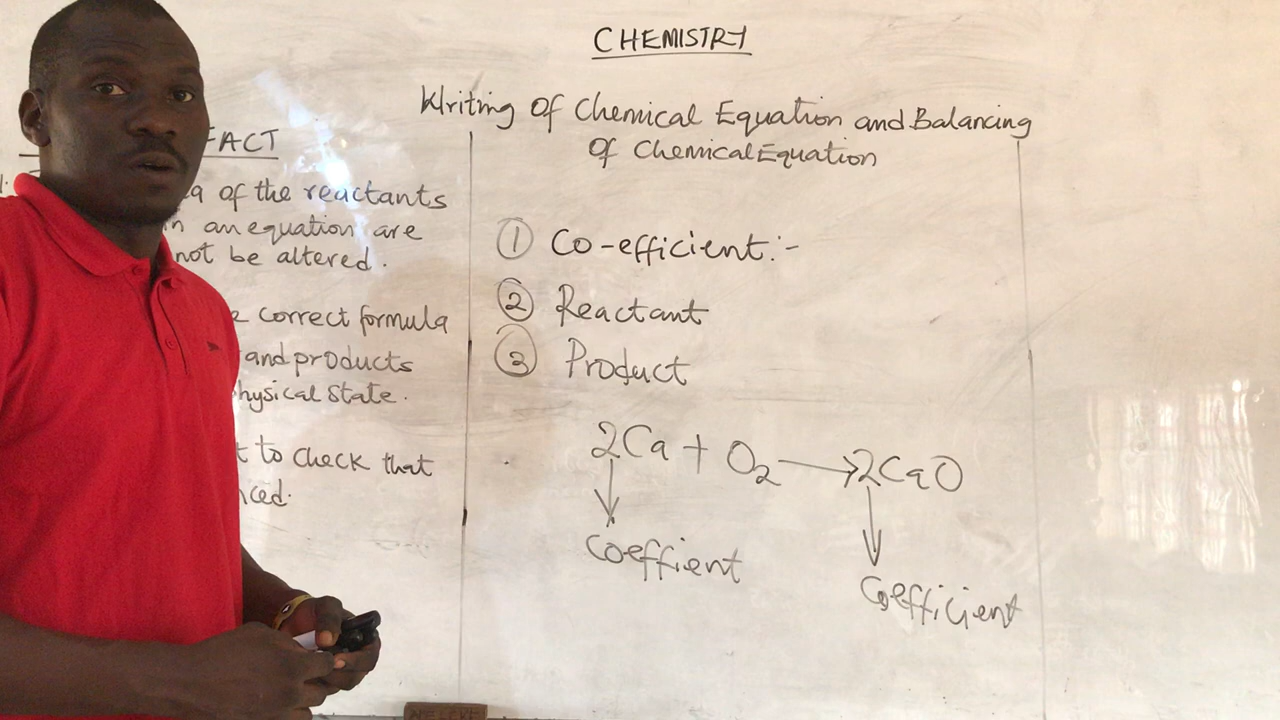 CHEMISTRY
Writing Of Chemical Equation and Balancing
Of Chemical Equation
FACT
of the reactants
in an equation are
not be altered.
correct formula
and products
physical state.
to check that
① Co-efficient:-
② Reactant
③ Product
2Ca + O₂ → 2CaO
Coeffient
Coefficient